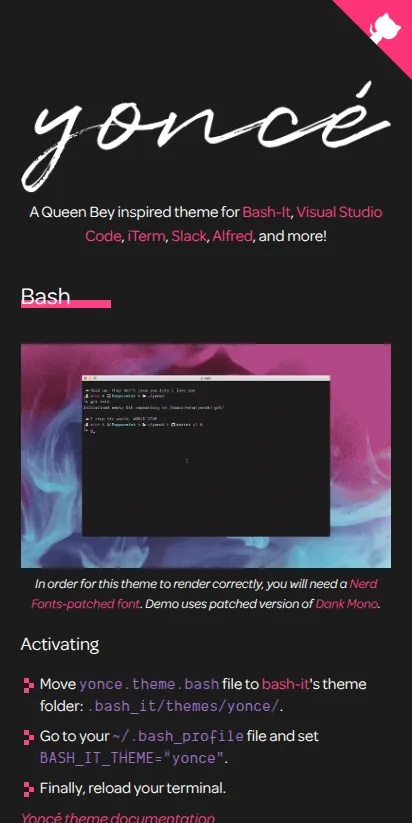 yoncé
A Queen Bey inspired theme for Bash-It, Visual Studio
Code, iTerm, Slack, Alfred, and more!
Bash
In order for this theme to render correctly, you will need a Nerd
Fonts-patched font. Demo uses patched version of Dank Mono.
Activating
Move yonce.theme.bash file to bash-it's theme
folder: .bash_it/themes/yonce/.
Go to your ~/.bash_profile file and set
BASH_IT_THEME="yonce".
Finally, reload your terminal.
Yoncé theme documentation